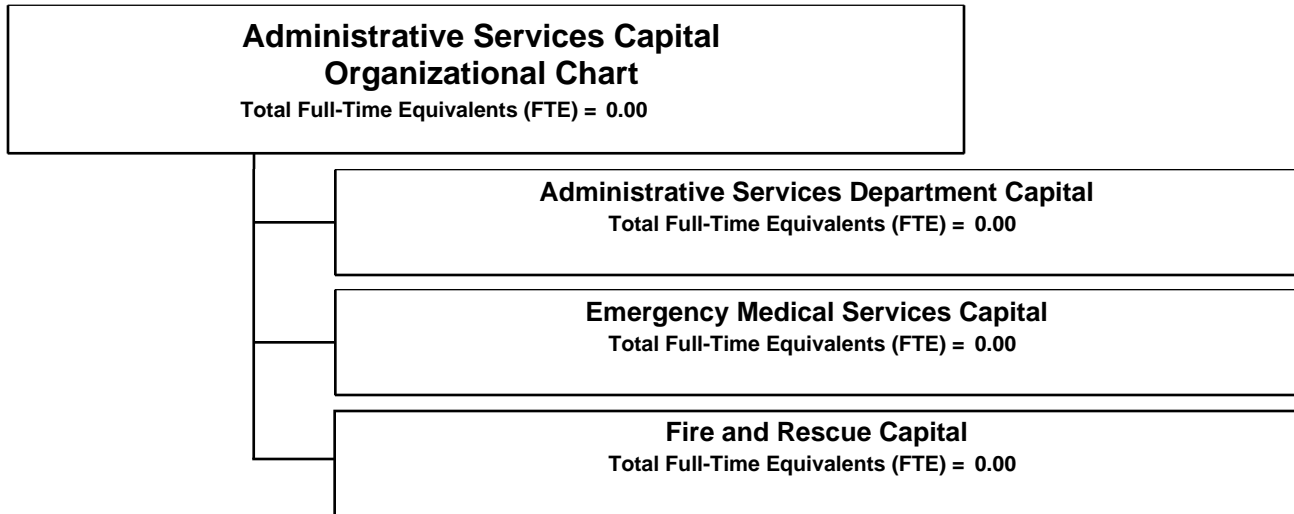 Administrative Services Capital
Organizational Chart
Total Full-Time Equivalents (FTE) = 0.00
Administrative Services Department Capital
Total Full-Time Equivalents (FTE) = 0.00
Emergency Medical Services Capital
Total Full-Time Equivalents (FTE) = 0.00
Fire and Rescue Capital
Total Full-Time Equivalents (FTE) = 0.00